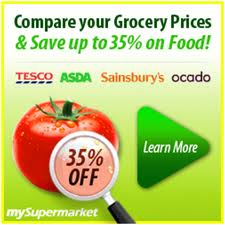 Compare your Grocery Prices
& Save up to 35% on Food!
TESCO ASDA Sainsbury's ocado
35%
OFF
Learn More
mySupermarket